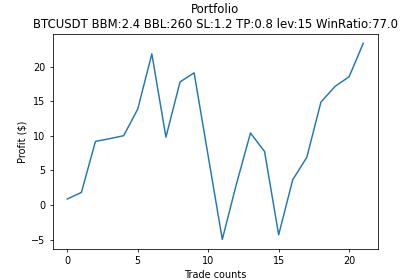 Portfolio
BTCUSDT BBM:2.4 BBL:260 SL:1.2 TP:0.8 lev:15 WinRatio:77.0
Profit ($)
20
15
10
5
0
−5
0
5
10
15
20
Trade counts